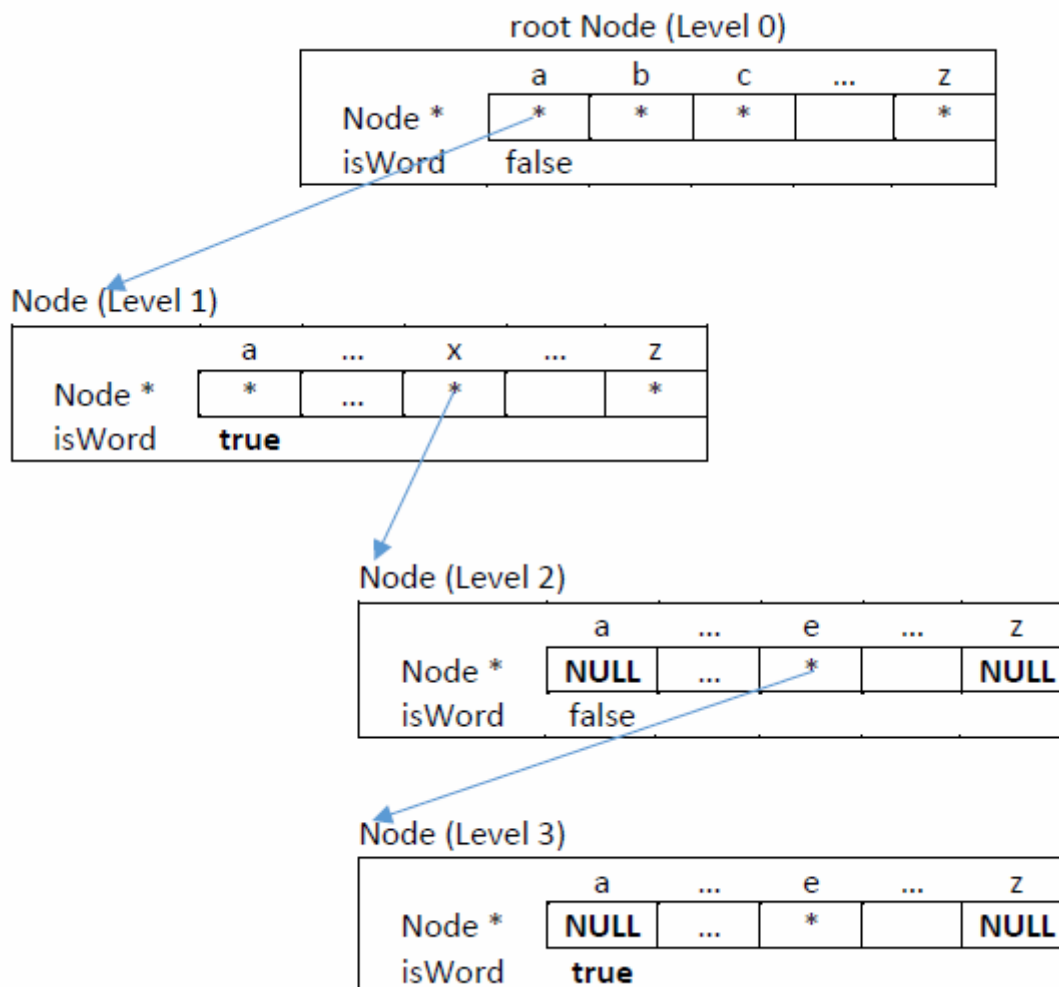 root Node (Level 0)
a b c ... z
Node * * * * *
isWord false
Node (Level 1)
a ... x ... z
Node * * ... * *
isWord true
Node (Level 2)
a ... e ... z
Node * NULL ... * NULL
isWord false
Node (Level 3)
a ... e ... z
Node * NULL ... * NULL
isWord true